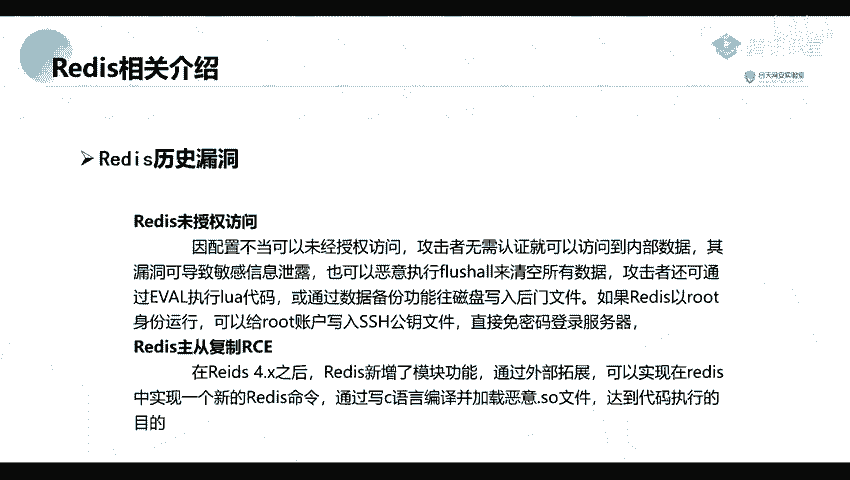 Redis相关介绍
➢ Redis历史漏洞
Redis未授权访问
因配置不当可以未经授权访问，攻击者无需认证就可以访问到内部数据，其
漏洞可导致敏感信息泄露，也可以恶意执行flushall来清空所有数据，攻击者还可通
过EVAL执行lua代码，或通过数据备份功能往磁盘写入后门文件。如果Redis以root
身份运行，可以给root账户写入SSH公钥文件，直接免密码登录服务器，
Redis主从复制RCE
在Reids 4.x之后，Redis新增了模块功能，通过外部拓展，可以实现在redis
中实现一个新的Redis命令，通过写c语言编译并加载恶意.so文件，达到代码执行的
目的